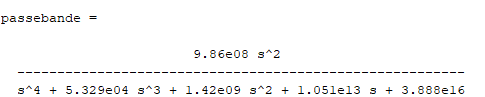 passebande =
9.86e08 s^2
---------------------------------------------------------
s^4 + 5.329e04 s^3 + 1.42e09 s^2 + 1.051e13 s + 3.888e16